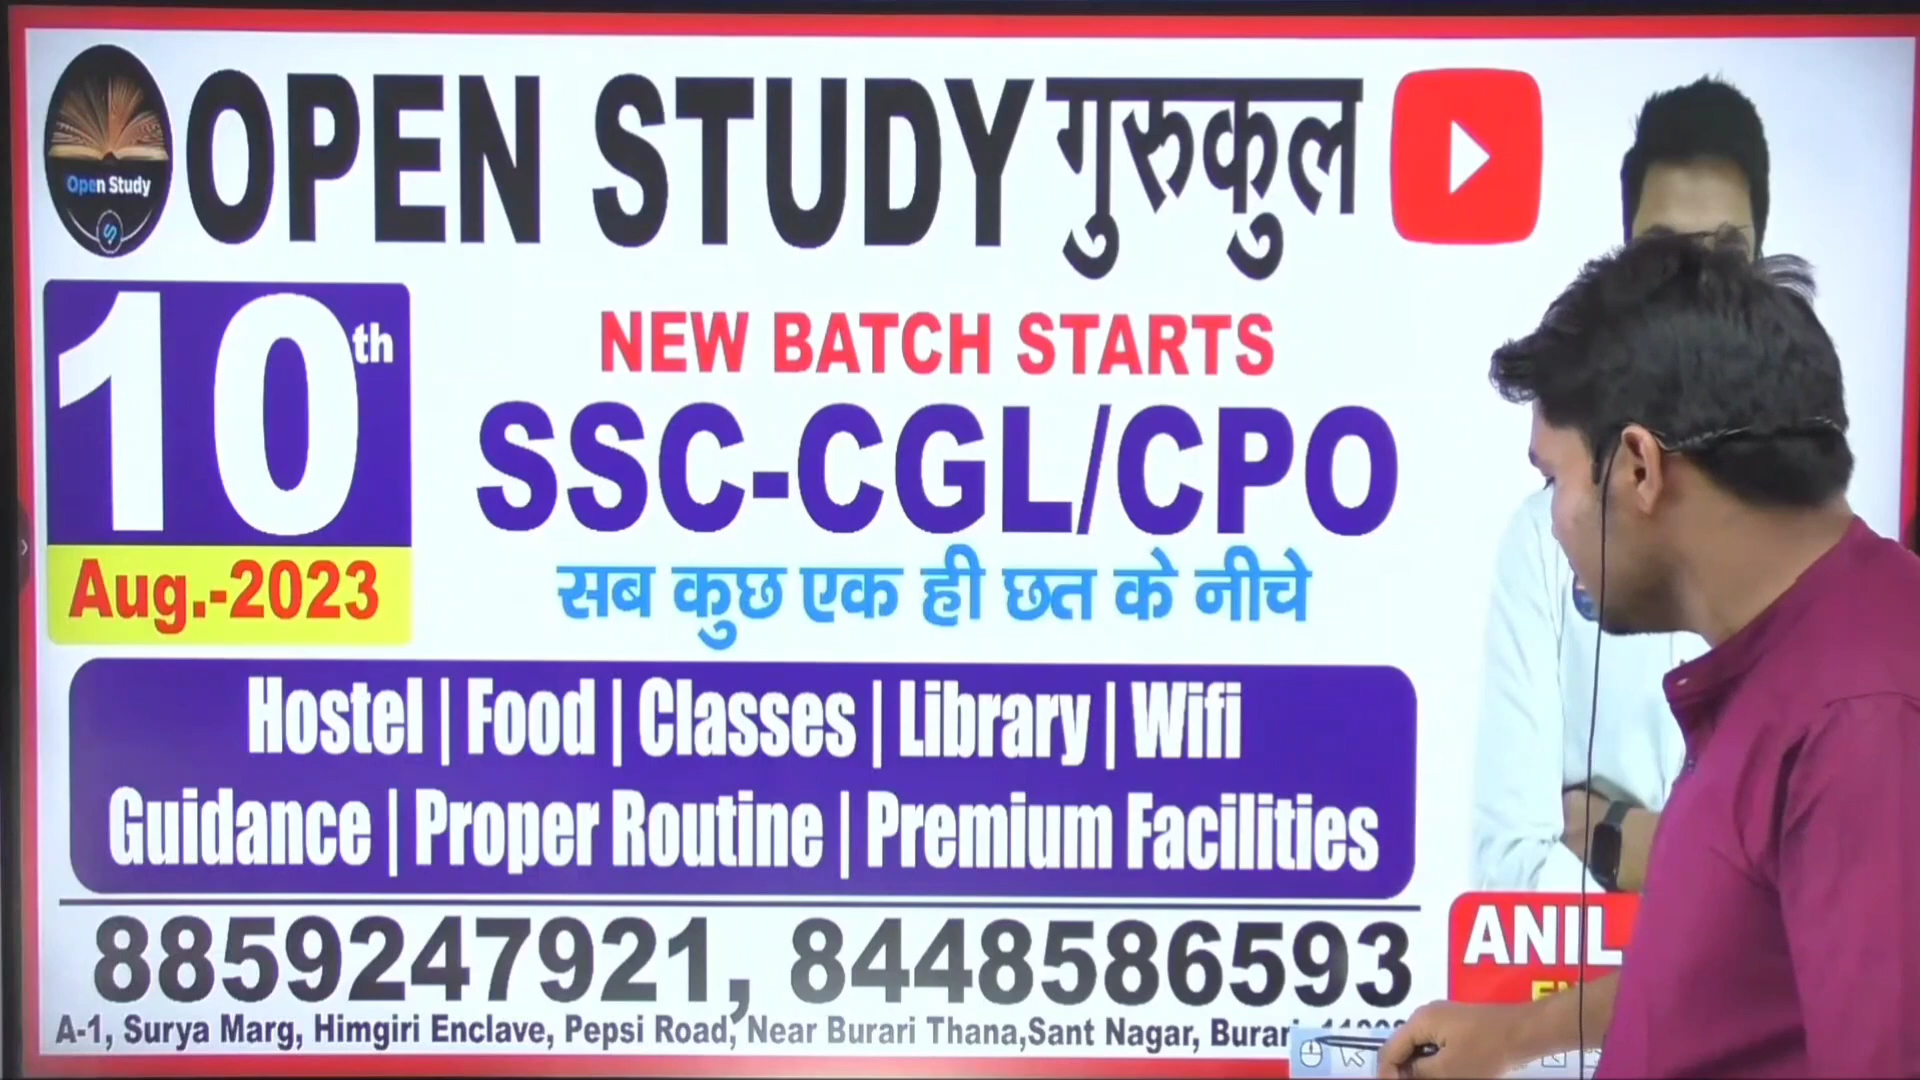 Open Study
OPEN STUDY गुरुकुल
10th
Aug.-2023
NEW BATCH STARTS
SSC-CGL/CPO
सब कुछ एक ही छत के नीचे
Hostel | Food | Classes | Library | Wifi
Guidance | Proper Routine | Premium Facilities
8859247921, 8448586593
A-1, Surya Marg, Himgiri Enclave, Pepsi Road, Near Burari Thana,Sant Nagar,
ANIL